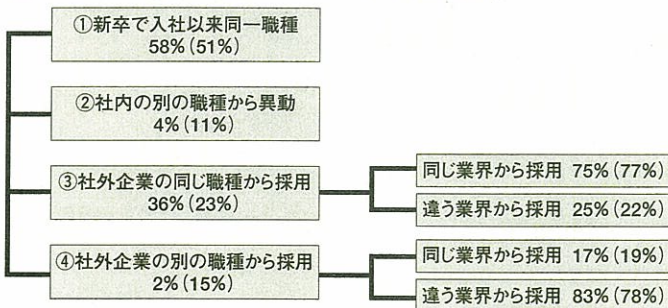 ①新卒で入社以来同一職種
58%(51%)
②社内の別の職種から異動
4%(11%)
③社外企業の同じ職種から採用
36%(23%)
同じ業界から採用 75%(77%)
違う業界から採用 25%(22%)
④社外企業の別の職種から採用
2%(15%)
同じ業界から採用 17%(19%)
違う業界から採用 83%(78%)